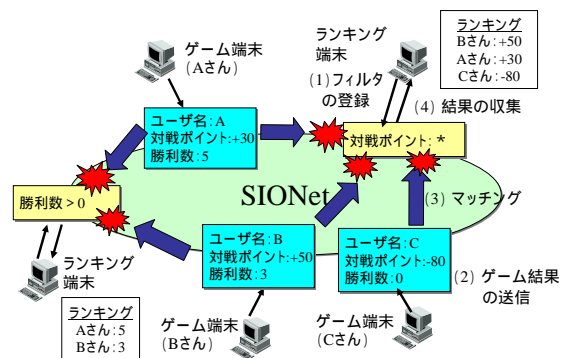 ゲーム端末
(Aさん)
ランキング
端末
ランキング
Bさん:+50
Aさん:+30
Cさん:-80
(1)フィルタ
の登録
(4) 結果の収集
ユーザ名:A
対戦ポイント:+30
勝利数:5
対戦ポイント: *
SIONet
(3) マッチング
勝利数>0
ランキング
端末
ユーザ名:B
対戦ポイント:+50
勝利数:3
ユーザ名:C
対戦ポイント:-80
勝利数:0
(2) ゲーム結果
の送信
ランキング
Aさん:5
Bさん:3
ゲーム端末
(Bさん)
ゲーム端末
(Cさん)